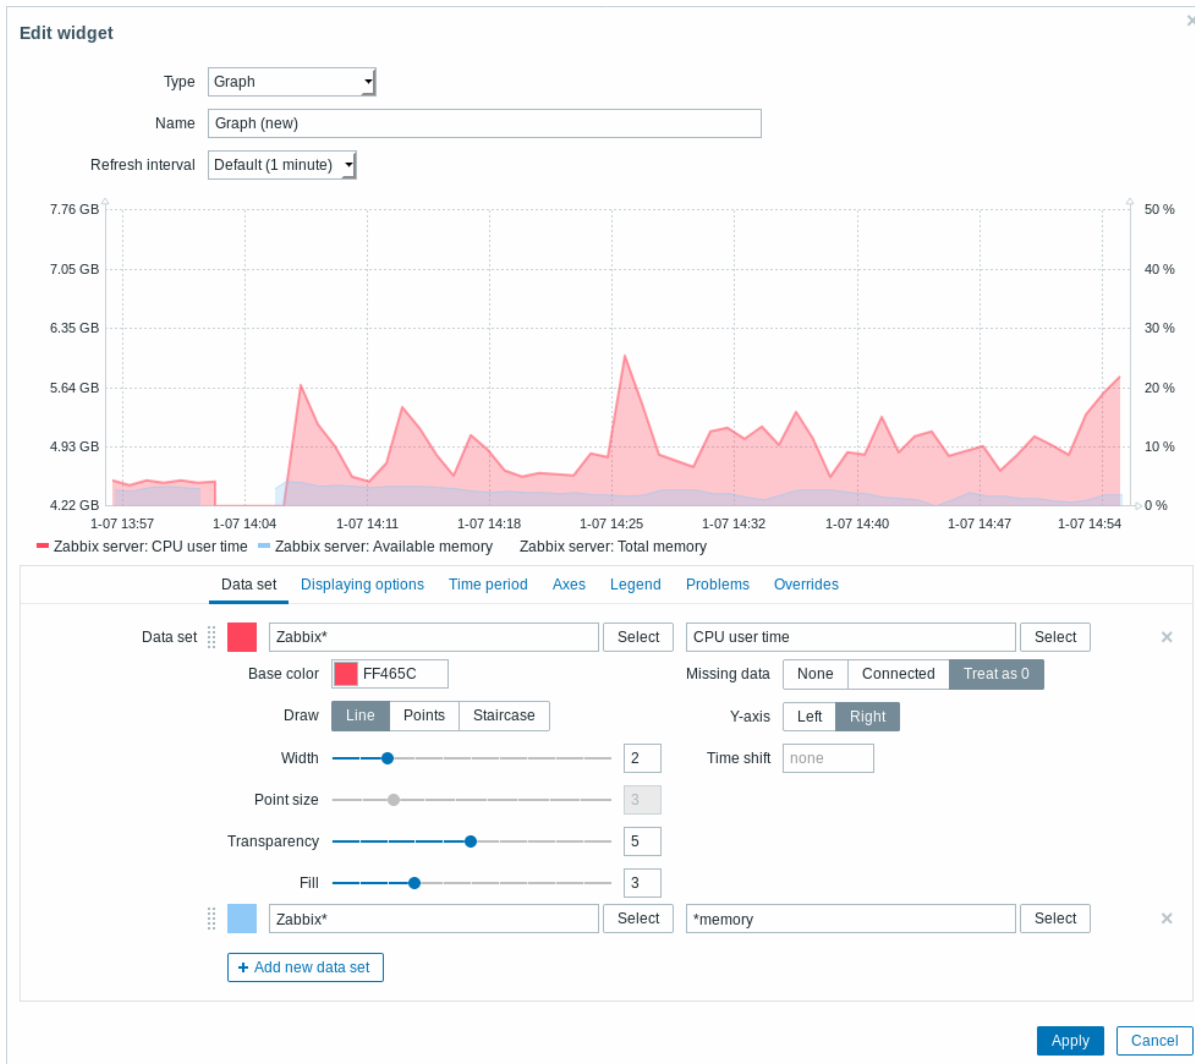 Edit widget
Type Graph
Name Graph (new)
Refresh interval Default (1 minute)
7.76 GB 50 %
7.05 GB 40 %
6.35 GB 30 %
5.64 GB 20 %
4.93 GB 10 %
4.22 GB 0 %
1-07 13:57 1-07 14:04 1-07 14:11 1-07 14:18 1-07 14:25 1-07 14:32 1-07 14:40 1-07 14:47 1-07 14:54
Zabbix server: CPU user time Zabbix server: Available memory Zabbix server: Total memory
Data set Displaying options Time period Axes Legend Problems Overrides
Data set Zabbix* Select CPU user time Select
Base color FF465C Missing data None Connected Treat as 0
Draw Line Points Staircase Y-axis Left Right
Width 2 Time shift none
Point size 3
Transparency 5
Fill 3
Zabbix* Select *memory Select
+ Add new data set
Apply Cancel